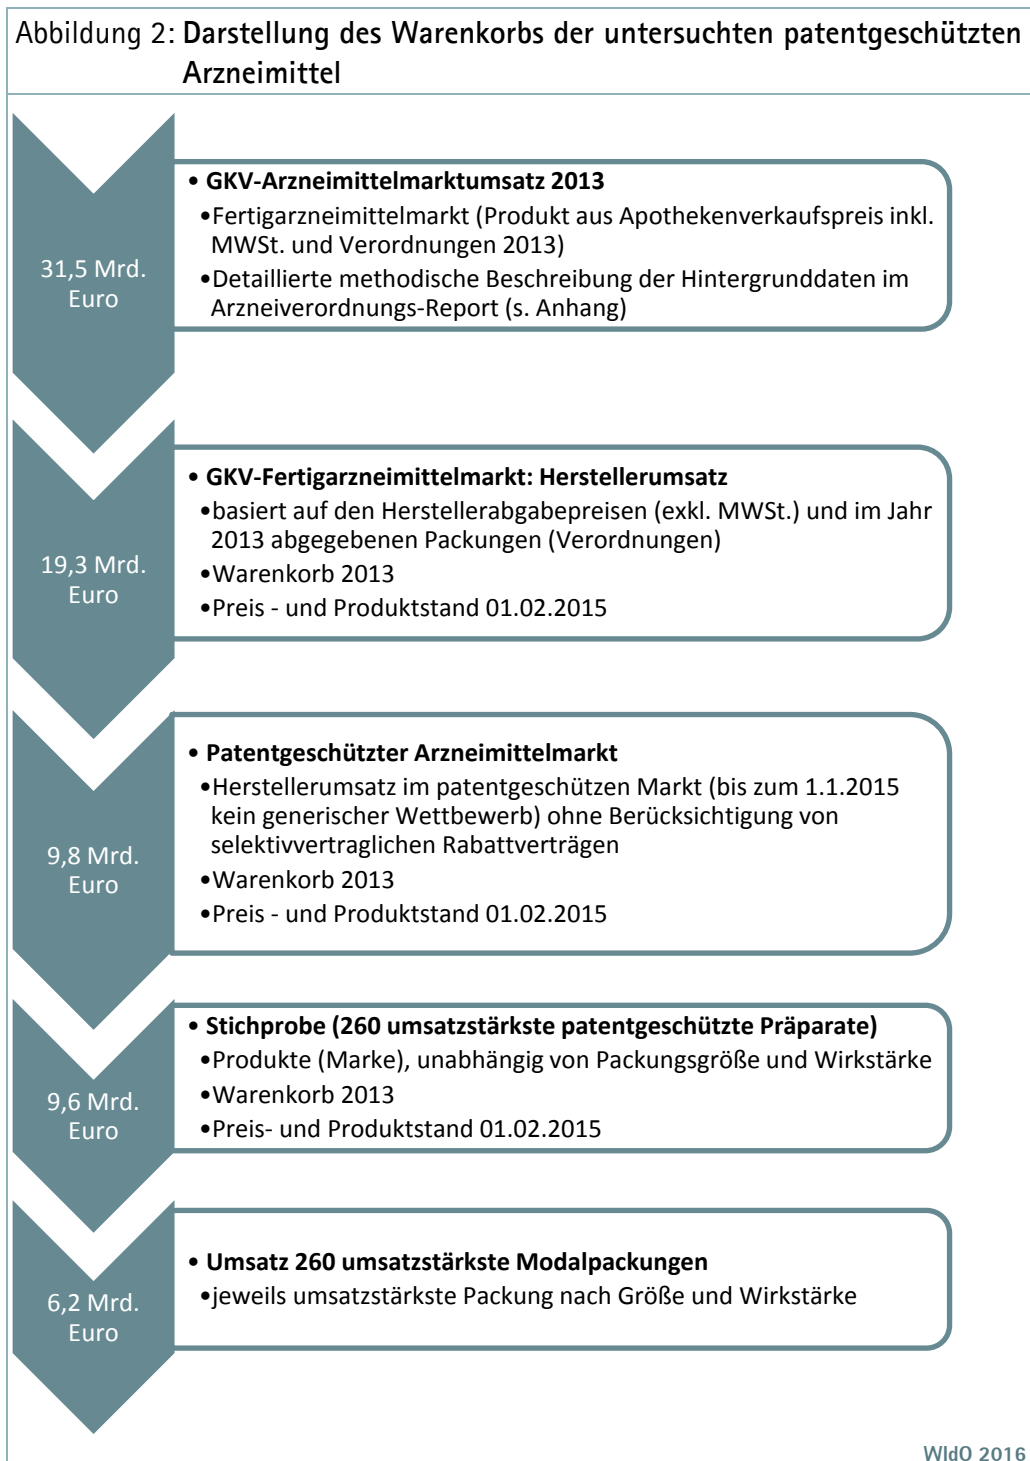 Abbildung 2: Darstellung des Warenkorbs der untersuchten patentgeschützten
Arzneimittel
31,5 Mrd.
Euro
• GKV-Arzneimittelmarktumsatz 2013
•Fertigarzneimittelmarkt (Produkt aus Apothekenverkaufspreis inkl.
MWSt. und Verordnungen 2013)
•Detaillierte methodische Beschreibung der Hintergrunddaten im
Arzneiverordnungs-Report (s. Anhang)
19,3 Mrd.
Euro
• GKV-Fertigarzneimittelmarkt: Herstellerumsatz
•basiert auf den Herstellerabgabepreisen (exkl. MWSt.) und im Jahr
2013 abgegebenen Packungen (Verordnungen)
•Warenkorb 2013
•Preis - und Produktstand 01.02.2015
9,8 Mrd.
Euro
• Patentgeschützter Arzneimittelmarkt
•Herstellerumsatz im patentgeschützen Markt (bis zum 1.1.2015
kein generischer Wettbewerb) ohne Berücksichtigung von
selektivvertraglichen Rabattverträgen
•Warenkorb 2013
•Preis - und Produktstand 01.02.2015
9,6 Mrd.
Euro
• Stichprobe (260 umsatzstärkste patentgeschützte Präparate)
•Produkte (Marke), unabhängig von Packungsgröße und Wirkstärke
•Warenkorb 2013
•Preis- und Produktstand 01.02.2015
6,2 Mrd.
Euro
• Umsatz 260 umsatzstärkste Modalpackungen
•jeweils umsatzstärkste Packung nach Größe und Wirkstärke
WIdO 2016